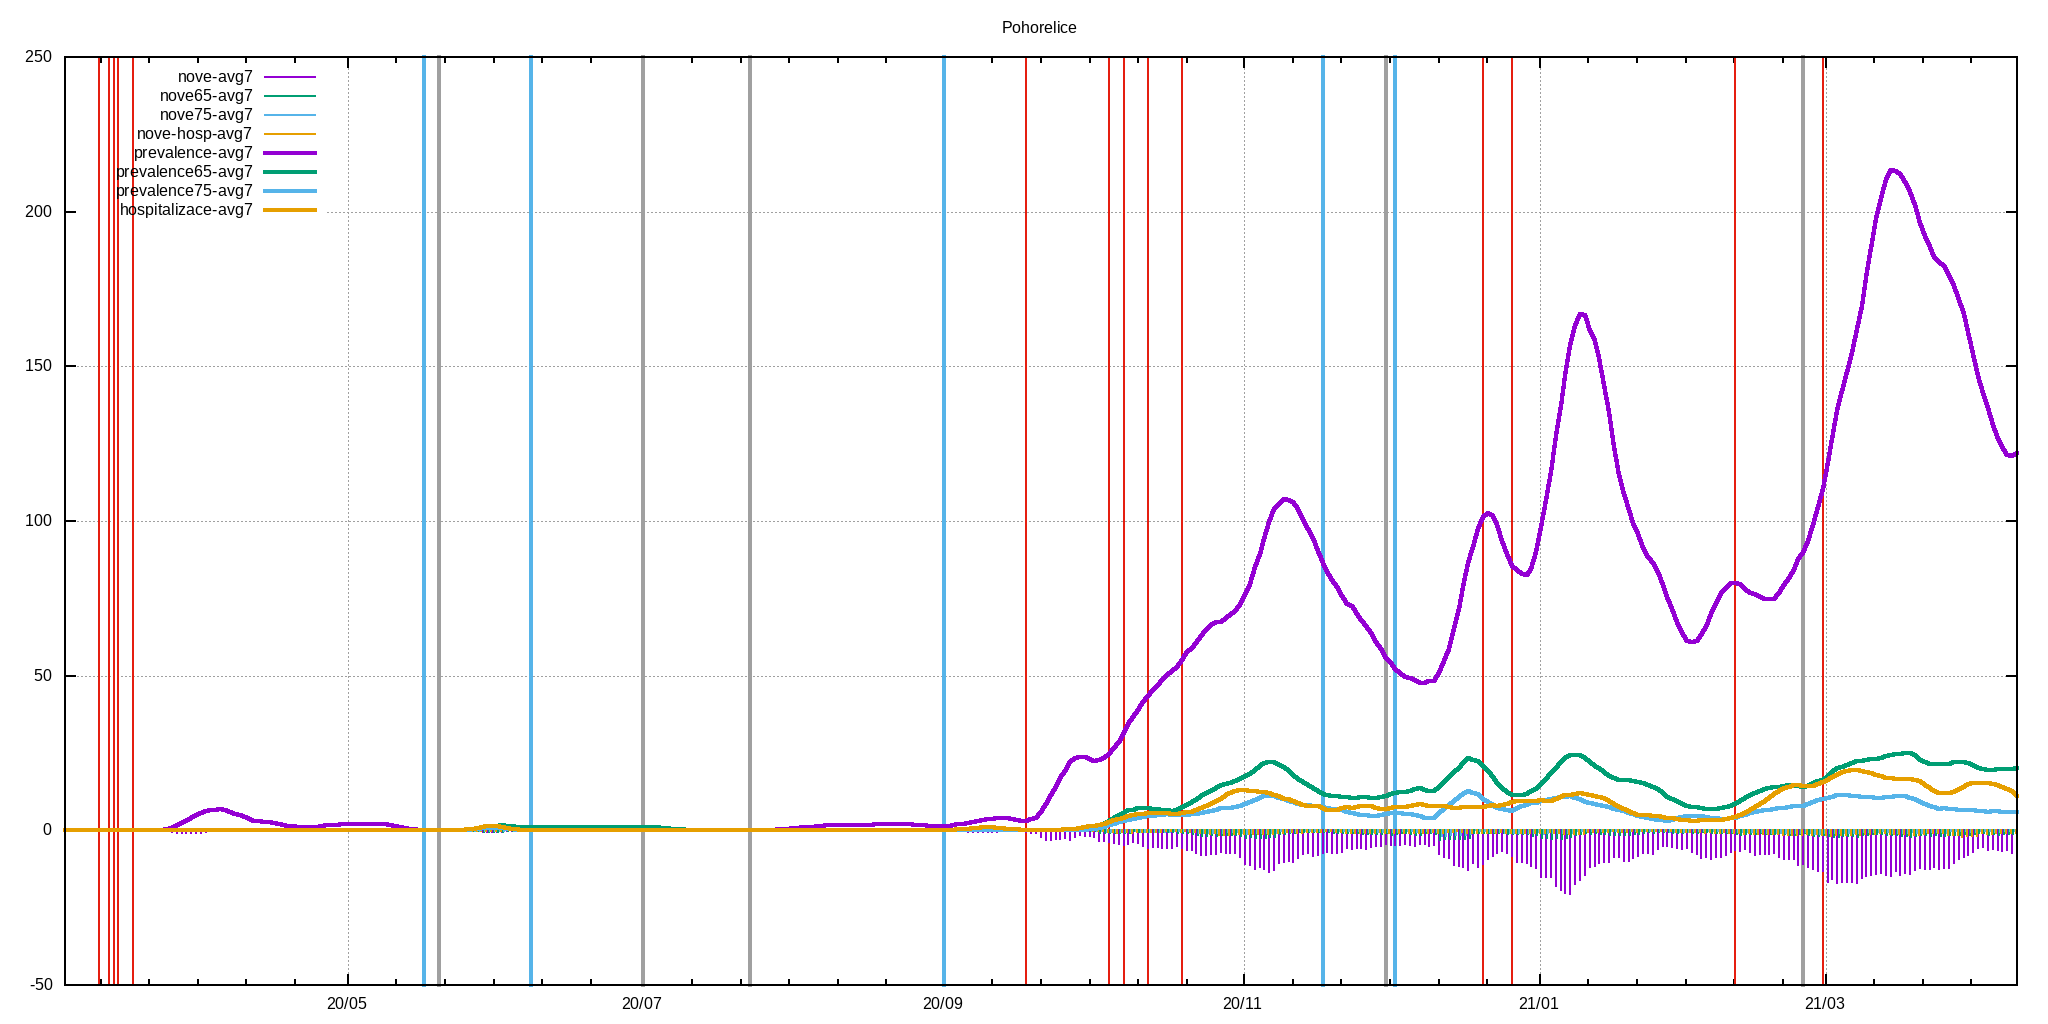 Pohorelice
250
200
150
100
50
0
-50
nove-avg7
nove65-avg7
nove75-avg7
nove-hosp-avg7
prevalence-avg7
prevalence65-avg7
prevalence75-avg7
hospitalizace-avg7
20/05 20/07 20/09 20/11 21/01 21/03